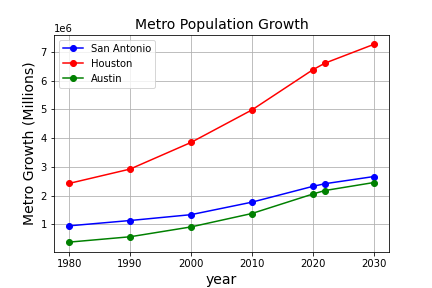 Metro Population Growth
1e6
San Antonio
Houston
Austin
Metro Growth (Millions)
7
6
5
4
3
2
1
1980 1990 2000 2010 2020 2030
year